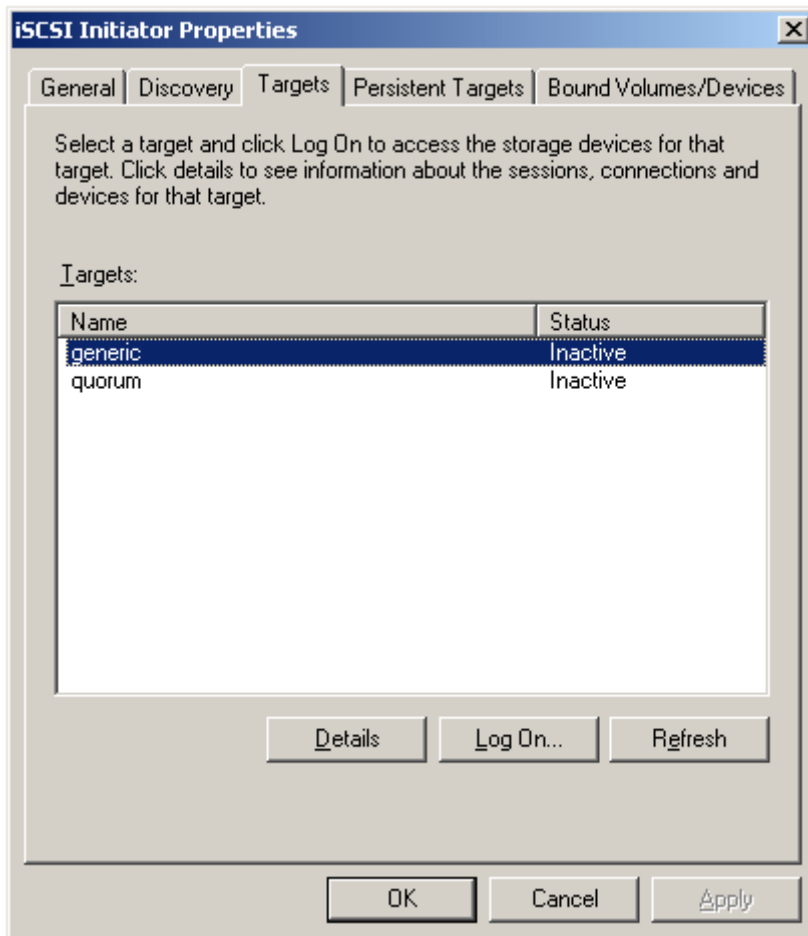 iSCSI Initiator Properties
General Discovery Targets Persistent Targets Bound Volumes/Devices
Select a target and click Log On to access the storage devices for that
target. Click details to see information about the sessions, connections and
devices for that target.
Targets:
Name Status
generic Inactive
quorum Inactive
Details Log On... Refresh
OK Cancel Apply